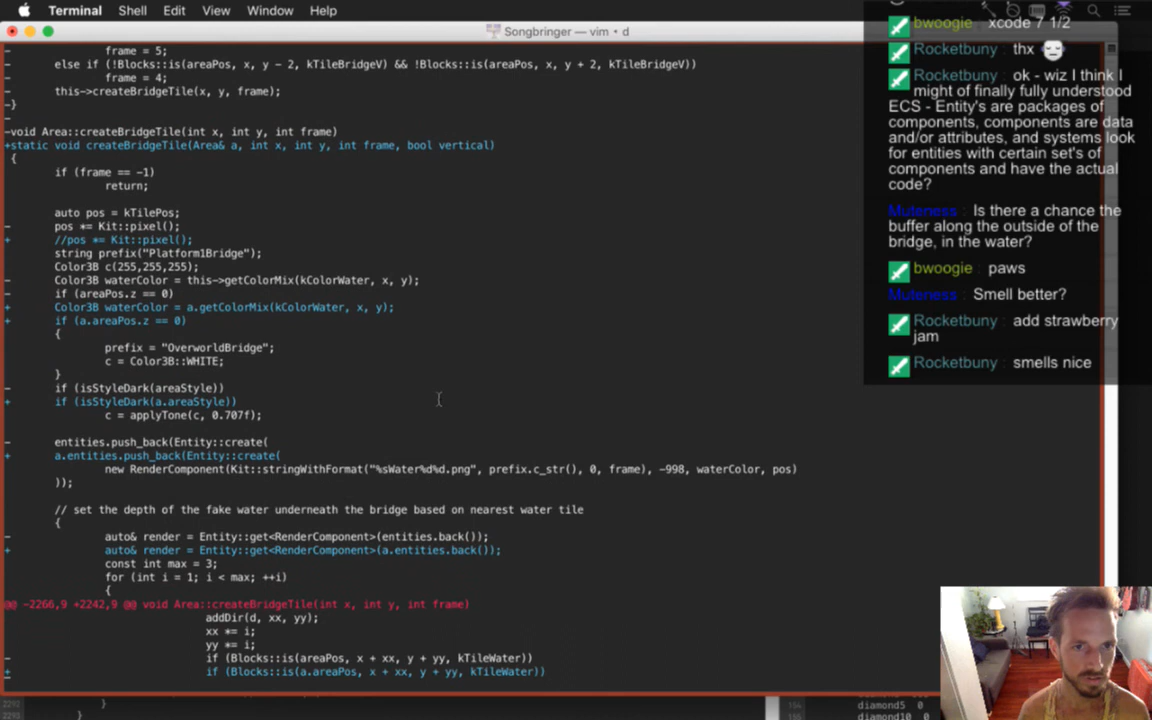 Terminal Shell Edit View Window Help
Songbringer — vim • d
-            frame = 5;
-      else if (!Blocks::is(areaPos, x, y - 2, kTileBridgeV) && !Blocks::is(areaPos, x, y + 2, kTileBridgeV))
-            frame = 4;
-      this->createBridgeTile(x, y, frame);
-}
-
-void Area::createBridgeTile(int x, int y, int frame)
+static void createBridgeTile(Area& a, int x, int y, int frame, bool vertical)
{
if (frame == -1)
return;
auto pos = kTilePos;
-      pos *= Kit::pixel();
+      //pos *= Kit::pixel();
string prefix("Platform1Bridge");
Color3B c(255,255,255);
-      Color3B waterColor = this->getColorMix(kColorWater, x, y);
-      if (areaPos.z == 0)
+      Color3B waterColor = a.getColorMix(kColorWater, x, y);
+      if (a.areaPos.z == 0)
{
prefix = "OverworldBridge";
c = Color3B::WHITE;
}
-      if (isStyleDark(areaStyle))
+      if (isStyleDark(a.areaStyle))
c = applyTone(c, 0.707f);
-      entities.push_back(Entity::create(
+      a.entities.push_back(Entity::create(
new RenderComponent(Kit::stringWithFormat("%sWater%d%d.png", prefix.c_str(), 0, frame), -998, waterColor, pos)
));
// set the depth of the fake water underneath the bridge based on nearest water tile
{
-            auto& render = Entity::get<RenderComponent>(entities.back());
+            auto& render = Entity::get<RenderComponent>(a.entities.back());
const int max = 3;
for (int i = 1; i < max; ++i)
{
@@ -2266,9 +2242,9 @@ void Area::createBridgeTile(int x, int y, int frame)
addDir(d, xx, yy);
xx *= i;
yy *= i;
-                  if (Blocks::is(areaPos, x + xx, y + yy, kTileWater))
+                  if (Blocks::is(a.areaPos, x + xx, y + yy, kTileWater))
2292 }
2293 }
154 diamond5 0
155 diamond10 0
bwoogie xcode 7 1/2
Rocketbuny : thx
Rocketbuny : ok - wiz I think I
might of finally fully understood
ECS - Entity's are packages of
components, components are data
and/or attributes, and systems look
for entities with certain set's of
components and have the actual
code?
Muteness : Is there a chance the
buffer along the outside of the
bridge, in the water?
bwoogie : paws
Muteness : Smell better?
Rocketbuny : add strawberry
jam
Rocketbuny : smells nice